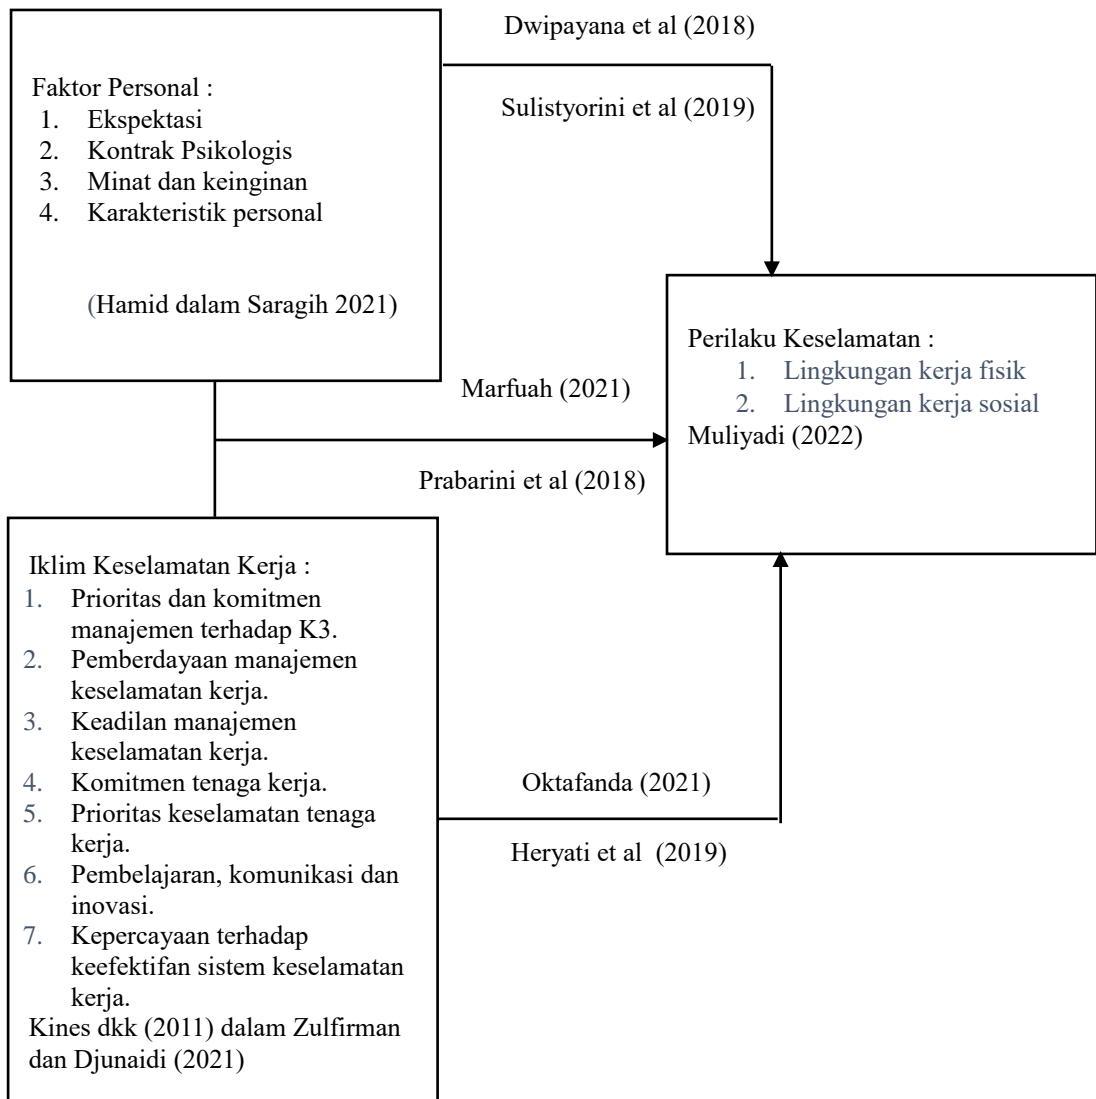 Dwipayana et al (2018)
Sulistyorini et al (2019)
Faktor Personal :
1. Ekspektasi
2. Kontrak Psikologis
3. Minat dan keinginan
4. Karakteristik personal
(Hamid dalam Saragih 2021)
Perilaku Keselamatan :
1. Lingkungan kerja fisik
2. Lingkungan kerja sosial
Muliyadi (2022)
Marfuah (2021)
Prabarini et al (2018)
Iklim Keselamatan Kerja :
1. Prioritas dan komitmen
manajemen terhadap K3.
2. Pemberdayaan manajemen
keselamatan kerja.
3. Keadilan manajemen
keselamatan kerja.
4. Komitmen tenaga kerja.
5. Prioritas keselamatan tenaga
kerja.
6. Pembelajaran, komunikasi dan
inovasi.
7. Kepercayaan terhadap
keefektifan sistem keselamatan
kerja.
Kines dkk (2011) dalam Zulfirman
dan Djunaidi (2021)
Oktafanda (2021)
Heryati et al (2019)